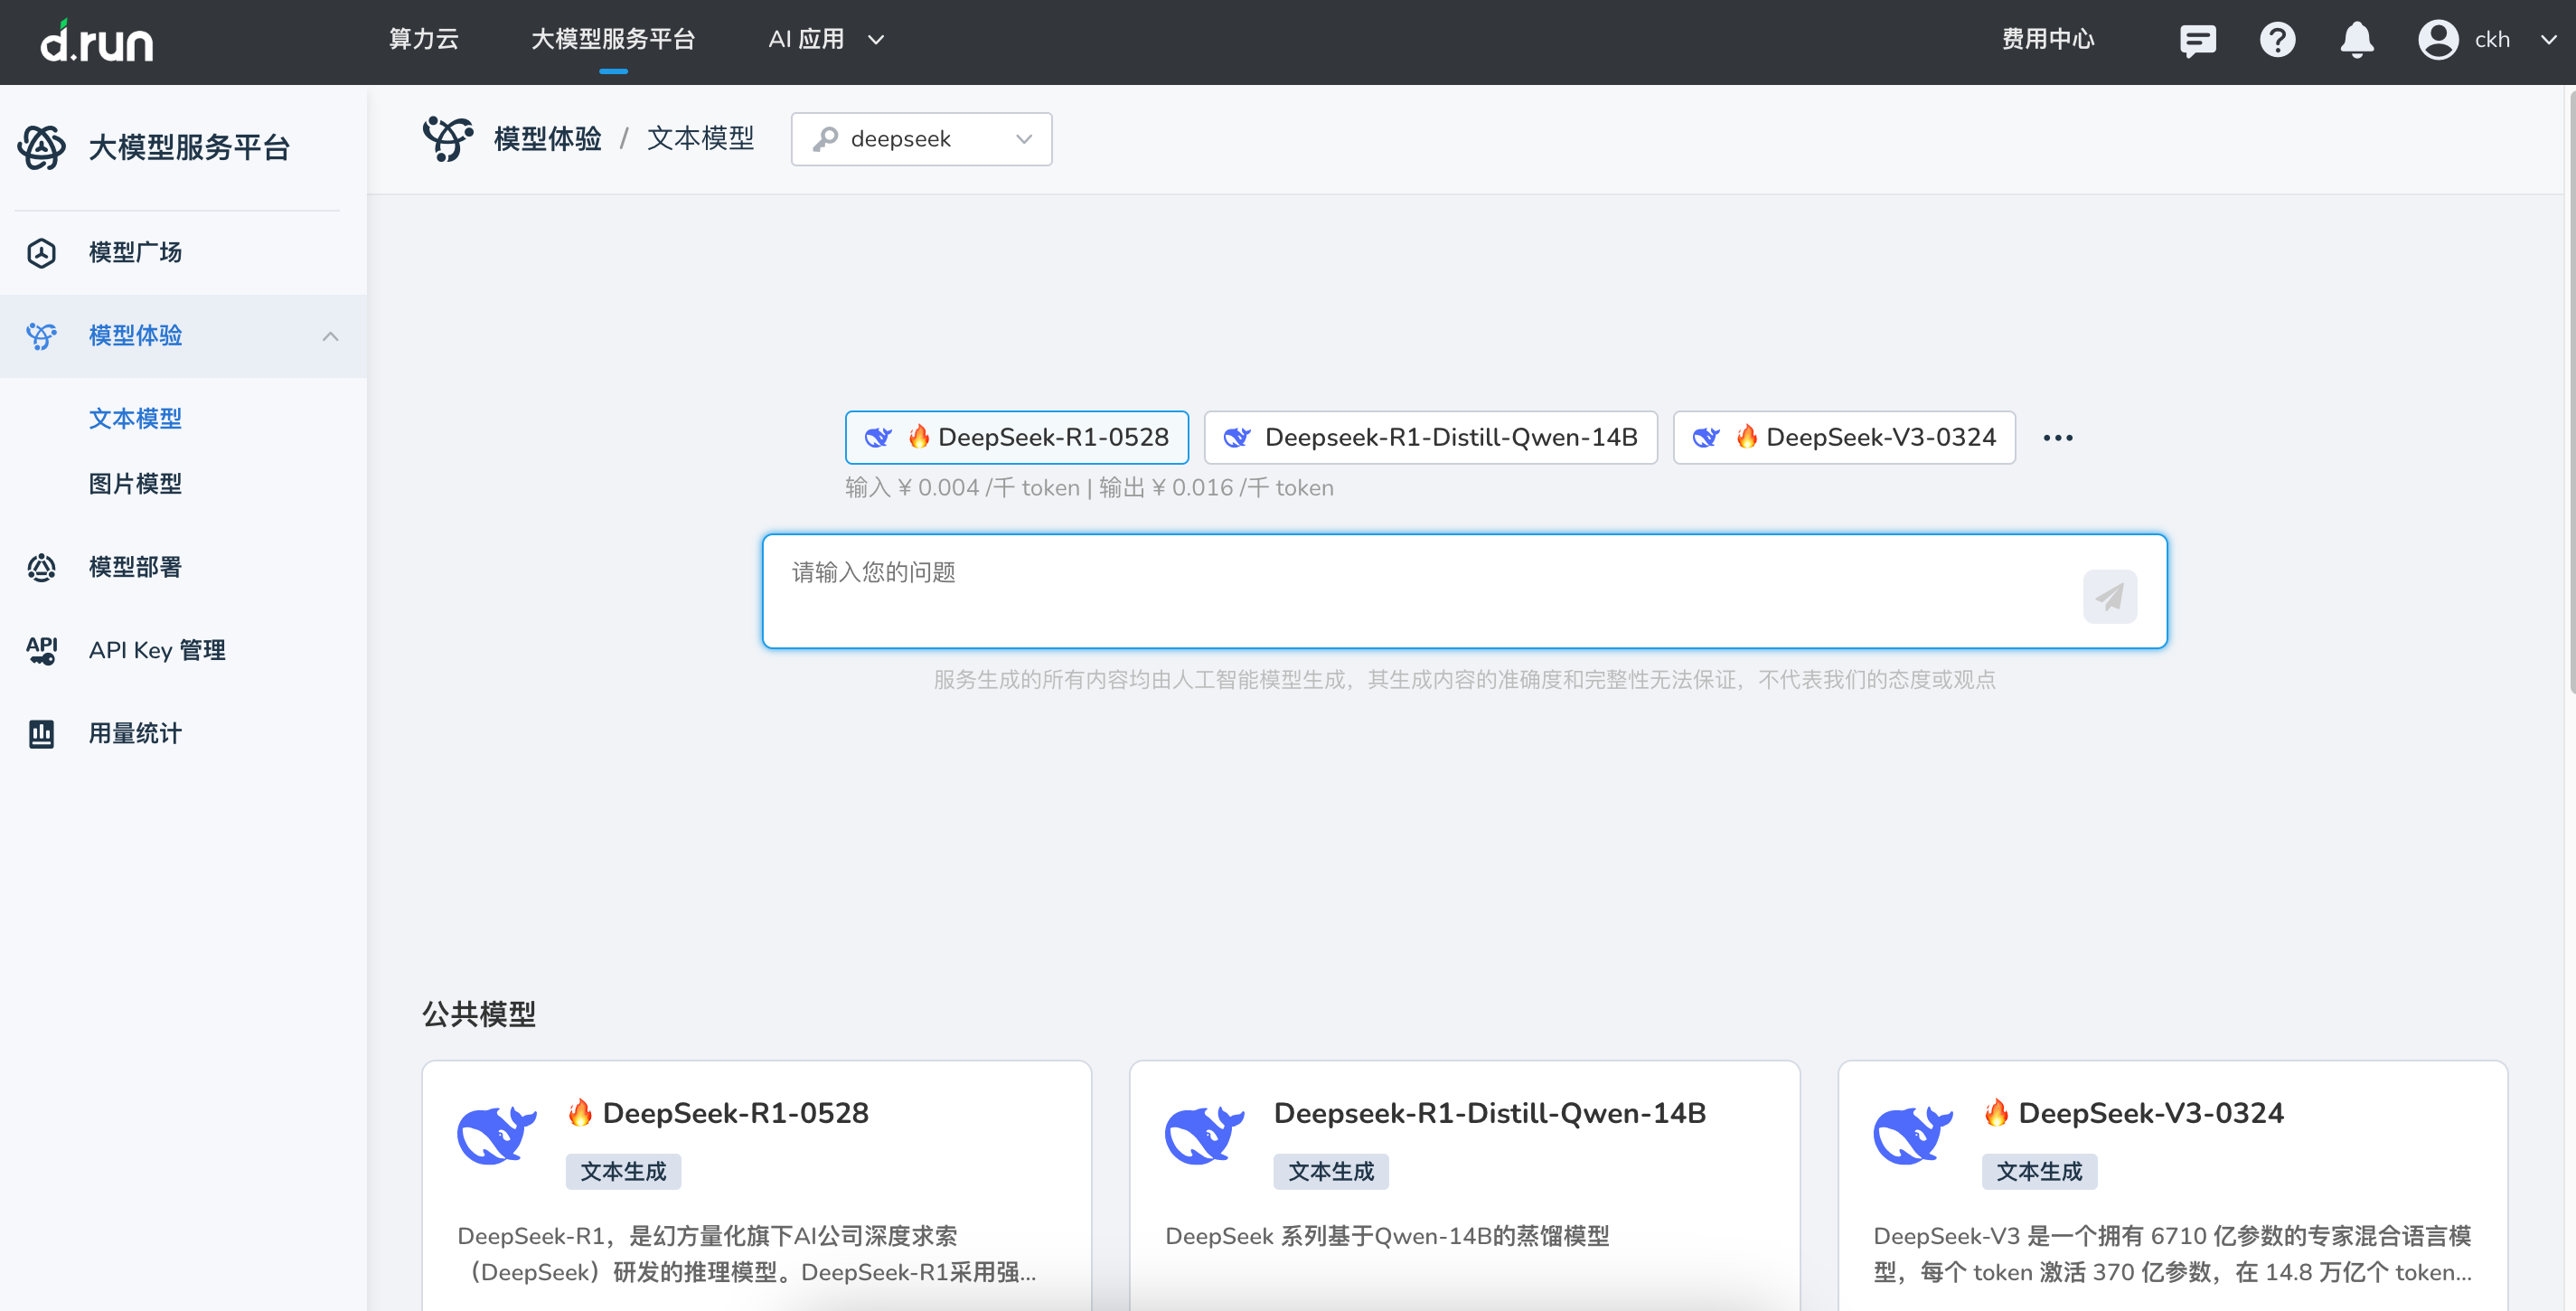 d.run
算力云
大模型服务平台
AI 应用
费用中心
ckh
大模型服务平台
模型广场
模型体验
文本模型
图片模型
模型部署
API
API Key 管理
用量统计
模型体验 / 文本模型
deepseek
🔥 DeepSeek-R1-0528
Deepseek-R1-Distill-Qwen-14B
🔥 DeepSeek-V3-0324
输入 ¥ 0.004 /千 token | 输出 ¥ 0.016 /千 token
请输入您的问题
服务生成的所有内容均由人工智能模型生成，其生成内容的准确度和完整性无法保证，不代表我们的态度或观点
公共模型
🔥 DeepSeek-R1-0528
文本生成
DeepSeek-R1，是幻方量化旗下AI公司深度求索
（DeepSeek）研发的推理模型。DeepSeek-R1采用强...
Deepseek-R1-Distill-Qwen-14B
文本生成
DeepSeek 系列基于Qwen-14B的蒸馏模型
🔥 DeepSeek-V3-0324
文本生成
DeepSeek-V3 是一个拥有 6710 亿参数的专家混合语言模
型，每个 token 激活 370 亿参数，在 14.8 万亿个 token...